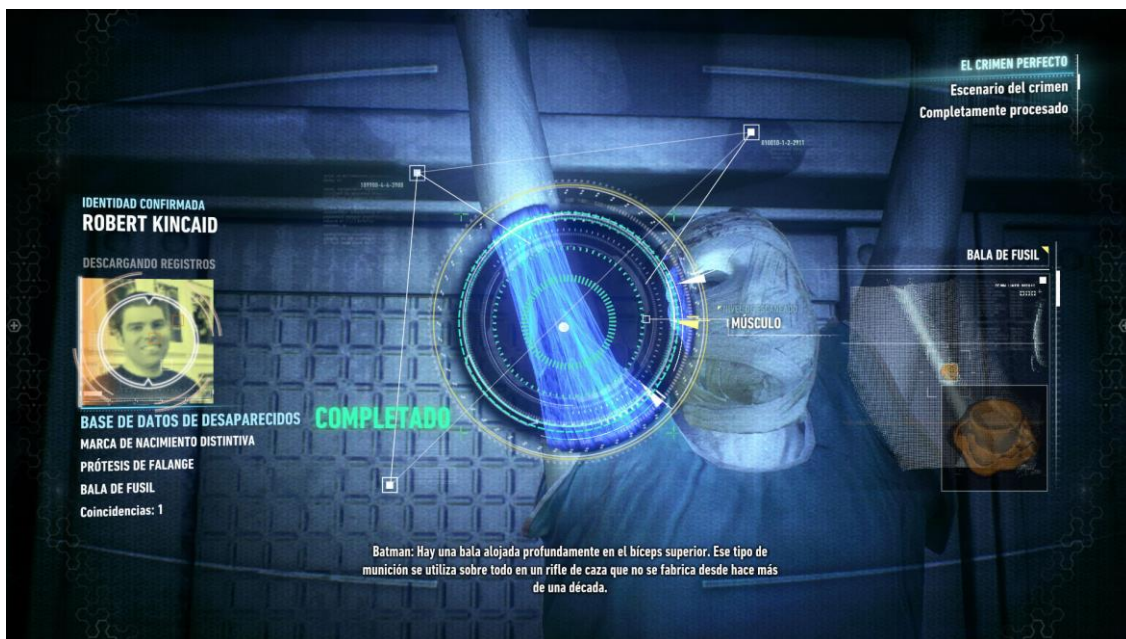 EL CRIMEN PERFECTO
Escenario del crimen
Completamente procesado
IDENTIDAD CONFIRMADA
ROBERT KINCAID
DESCARGANDO REGISTROS
BALA DE FUSIL
MÚSCULO
BASE DE DATOS DE DESAPARECIDOS
COMPLETADO
MARCA DE NACIMIENTO DISTINTIVA
PRÓTESIS DE FALANGE
BALA DE FUSIL
Coincidencias: 1
Batman: Hay una bala alojada profundamente en el bíceps superior. Ese tipo de
munición se utiliza sobre todo en un rifle de caza que no se fabrica desde hace más
de una década.